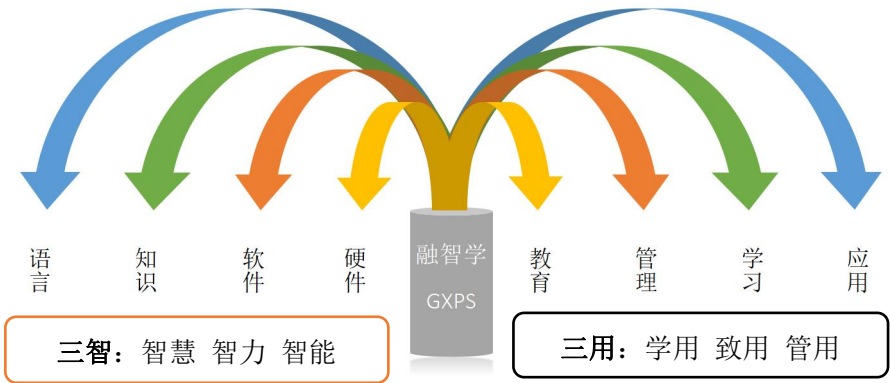 语言
知识
软件
硬件
融智学
GXPS
教育
管理
学习
应用
三智：智慧 智力 智能
三用：学用 致用 管用